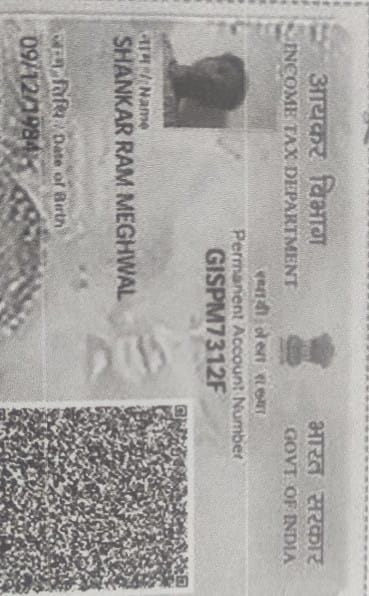 आयकर विभाग
INCOME TAX DEPARTMENT
भारत सरकार
GOVT. OF INDIA
स्थायी लेखा संख्या
Permanent Account Number
GISPM7312F
नाम / Name
SHANKAR RAM MEGHWAL
जन्म तिथि / Date of Birth
09/12/1984